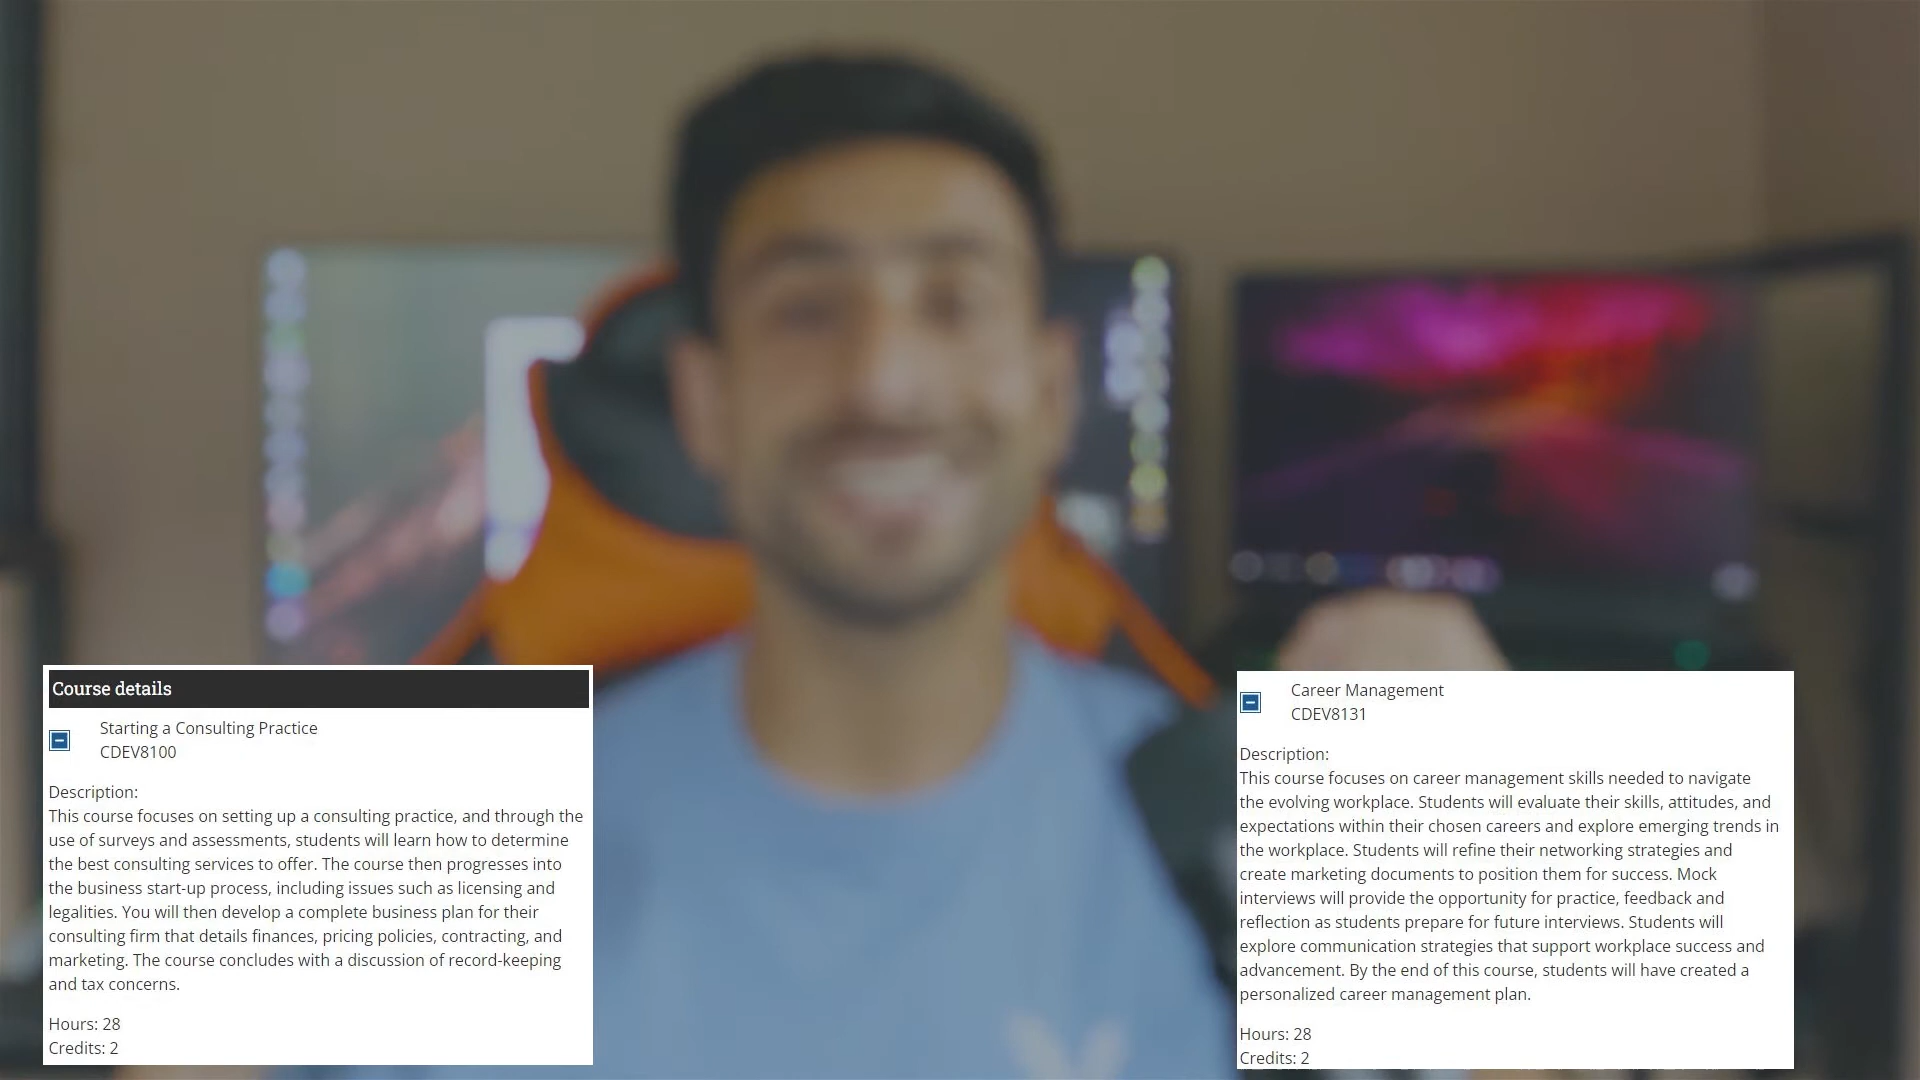 Course details
Starting a Consulting Practice
CDEV8100
Description:
This course focuses on setting up a consulting practice, and through the
use of surveys and assessments, students will learn how to determine
the best consulting services to offer. The course then progresses into
the business start-up process, including issues such as licensing and
legalities. You will then develop a complete business plan for their
consulting firm that details finances, pricing policies, contracting, and
marketing. The course concludes with a discussion of record-keeping
and tax concerns.
Hours: 28
Credits: 2
Career Management
CDEV8131
Description:
This course focuses on career management skills needed to navigate
the evolving workplace. Students will evaluate their skills, attitudes, and
expectations within their chosen careers and explore emerging trends in
the workplace. Students will refine their networking strategies and
create marketing documents to position them for success. Mock
interviews will provide the opportunity for practice, feedback and
reflection as students prepare for future interviews. Students will
explore communication strategies that support workplace success and
advancement. By the end of this course, students will have created a
personalized career management plan.
Hours: 28
Credits: 2